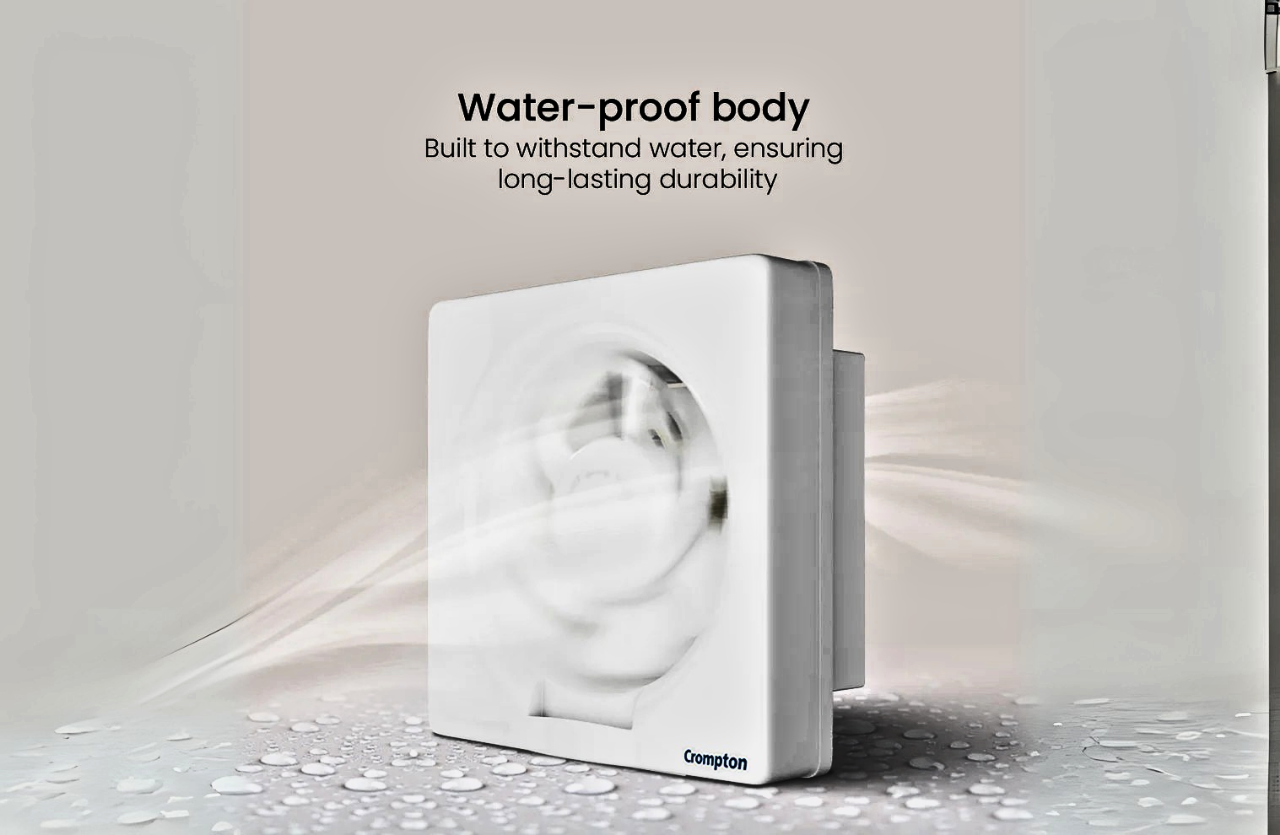 Water-proof body
Built to withstand water, ensuring
long-lasting durability
Crompton